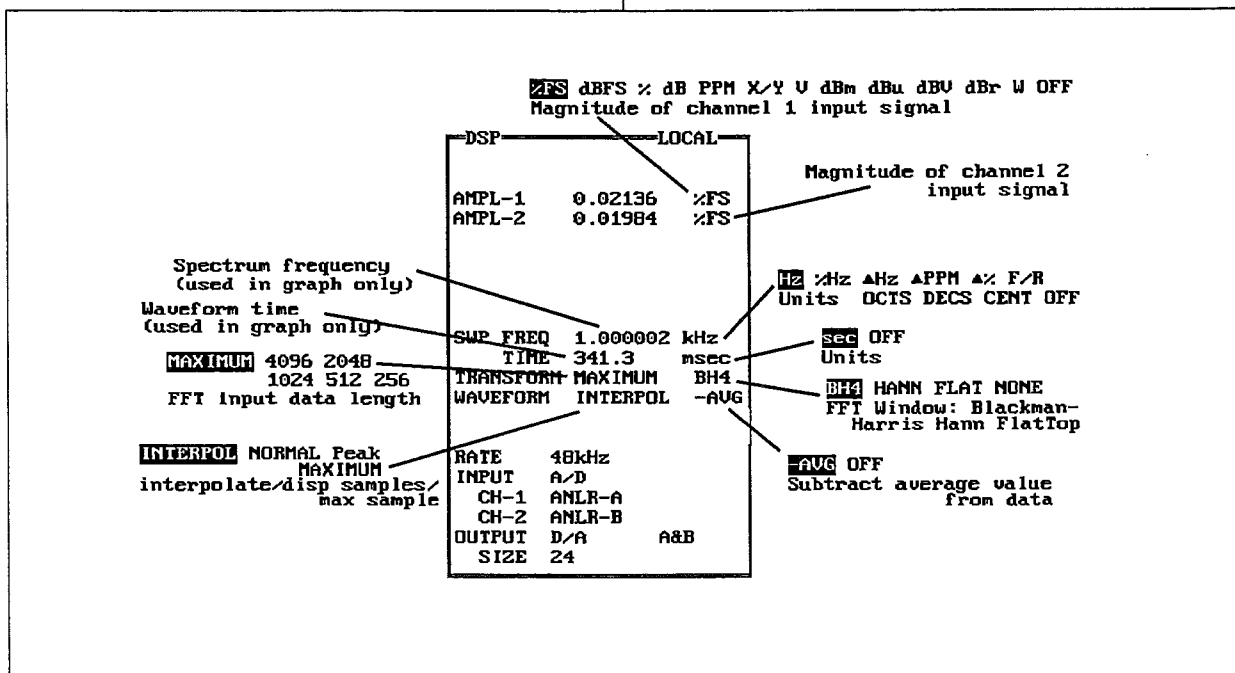 %FS dBFS % dB PPM X/Y V dBm dBu dBV dBr W OFF
Magnitude of channel 1 input signal
DSP LOCAL
Magnitude of channel 2
input signal
AMPL-1 0.02136 %FS
AMPL-2 0.01984 %FS
Spectrum frequency
(used in graph only)
Waveform time
(used in graph only)
Hz %Hz ▲Hz ▲PPM ▲% F/R
Units OCTS DECS CENT OFF
SWP FREQ 1.000002 kHz
TIME 341.3 msec
sec OFF
Units
MAXIMUM 4096 2048
1024 512 256
FFT input data length
TRANSFORM MAXIMUM BH4
WAVEFORM INTERPOL -AVG
BH4 HANN FLAT NONE
FFT Window: Blackman-
Harris Hann FlatTop
INTERPOL NORMAL Peak
MAXIMUM
interpolate/disp samples/
max sample
-AVG OFF
Subtract average value
from data
RATE 48kHz
INPUT A/D
CH-1 ANLR-A
CH-2 ANLR-B
OUTPUT D/A A&B
SIZE 24